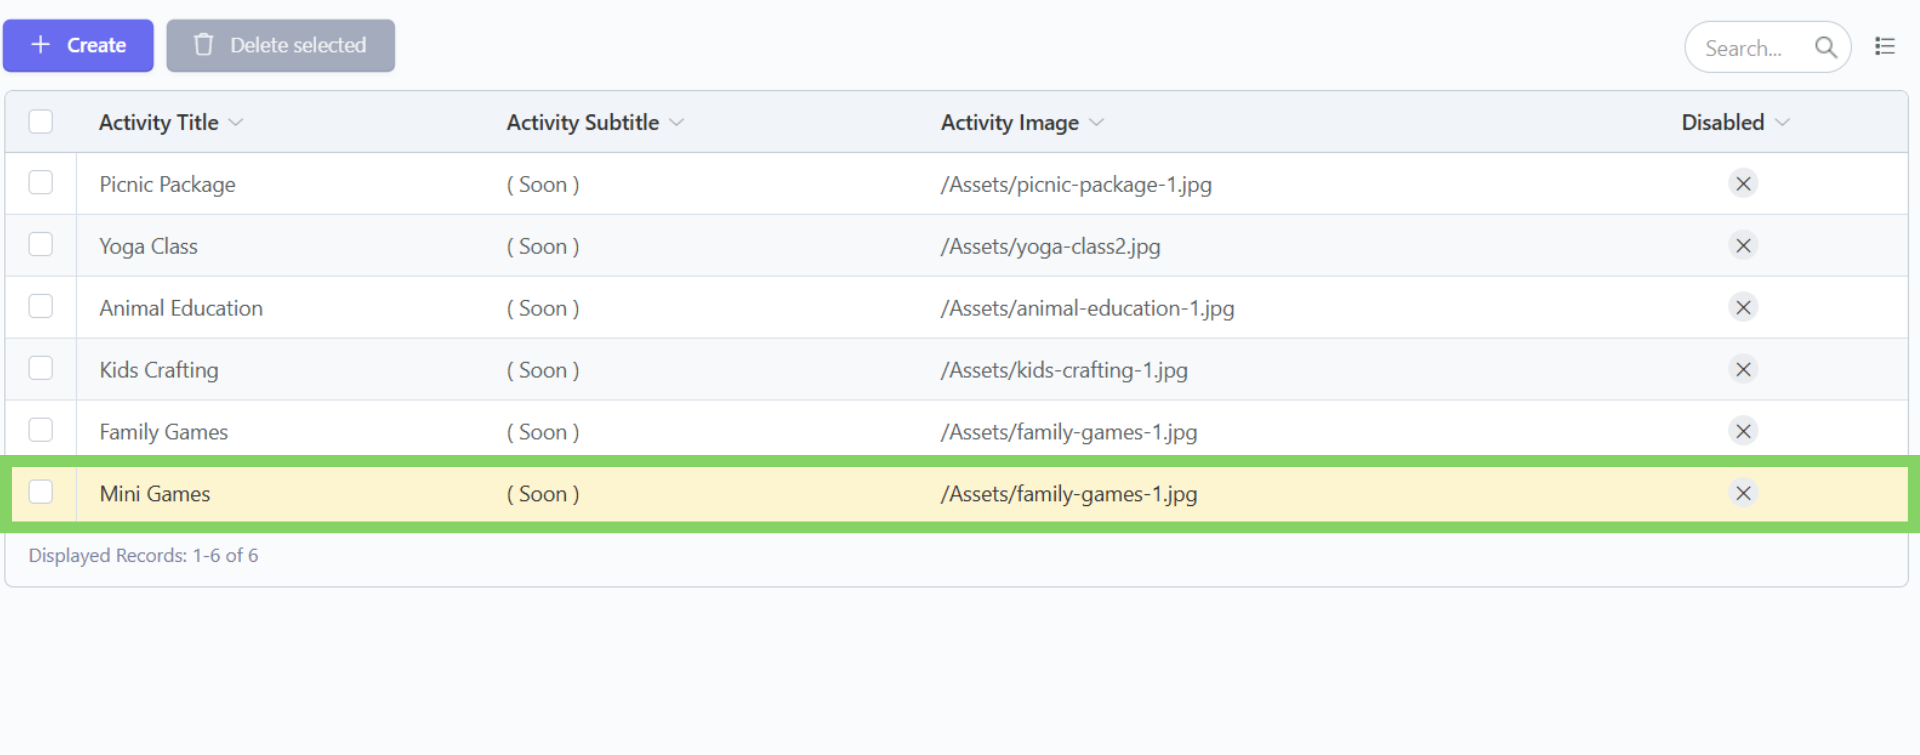 + Create Delete selected Search...
Activity Title Activity Subtitle Activity Image Disabled
Picnic Package ( Soon ) /Assets/picnic-package-1.jpg
Yoga Class ( Soon ) /Assets/yoga-class2.jpg
Animal Education ( Soon ) /Assets/animal-education-1.jpg
Kids Crafting ( Soon ) /Assets/kids-crafting-1.jpg
Family Games ( Soon ) /Assets/family-games-1.jpg
Mini Games ( Soon ) /Assets/family-games-1.jpg
Displayed Records: 1-6 of 6